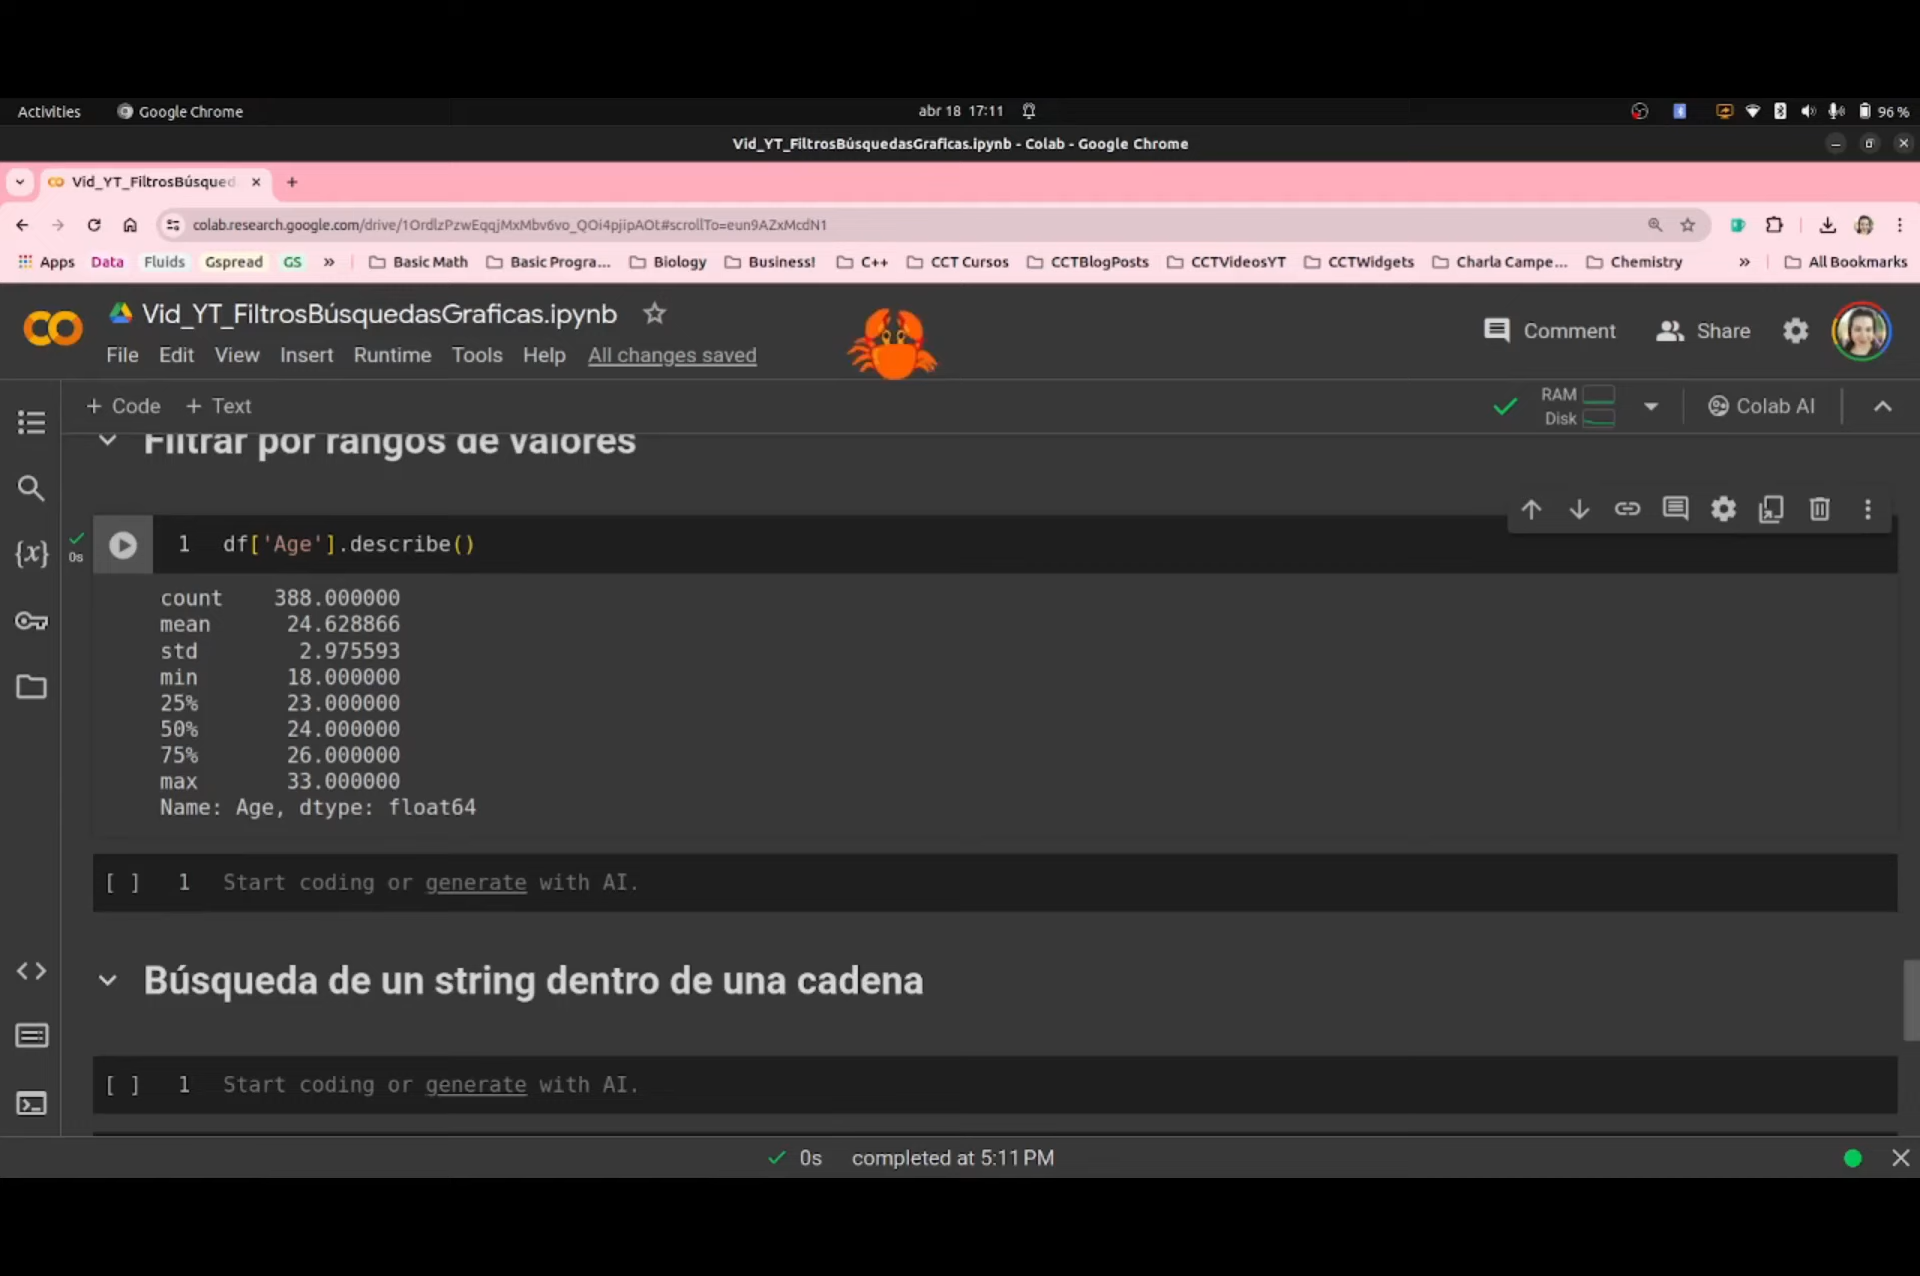 Activities Google Chrome abr 18 17:11 96 %
Vid_YT_FiltrosBúsquedasGraficas.ipynb - Colab - Google Chrome
Vid_YT_FiltrosBúsqued
colab.research.google.com/drive/1OrdlzPzwEqqjMxMbv6vo_QOi4pjipAOt#scrollTo=eun9AZxMcdN1
Apps Data Fluids Gspread GS » Basic Math Basic Progra... Biology Business! C++ CCT Cursos CCTBlogPosts CCTVideosYT CCTWidgets Charla Campe... Chemistry » All Bookmarks
Vid_YT_FiltrosBúsquedasGraficas.ipynb
Comment Share
File Edit View Insert Runtime Tools Help All changes saved
+ Code + Text RAM Disk Colab AI
Filtrar por rangos de valores
0s 1 df['Age'].describe()
count 388.000000
mean 24.628866
std 2.975593
min 18.000000
25% 23.000000
50% 24.000000
75% 26.000000
max 33.000000
Name: Age, dtype: float64
[ ] 1 Start coding or generate with AI.
Búsqueda de un string dentro de una cadena
[ ] 1 Start coding or generate with AI.
0s completed at 5:11 PM